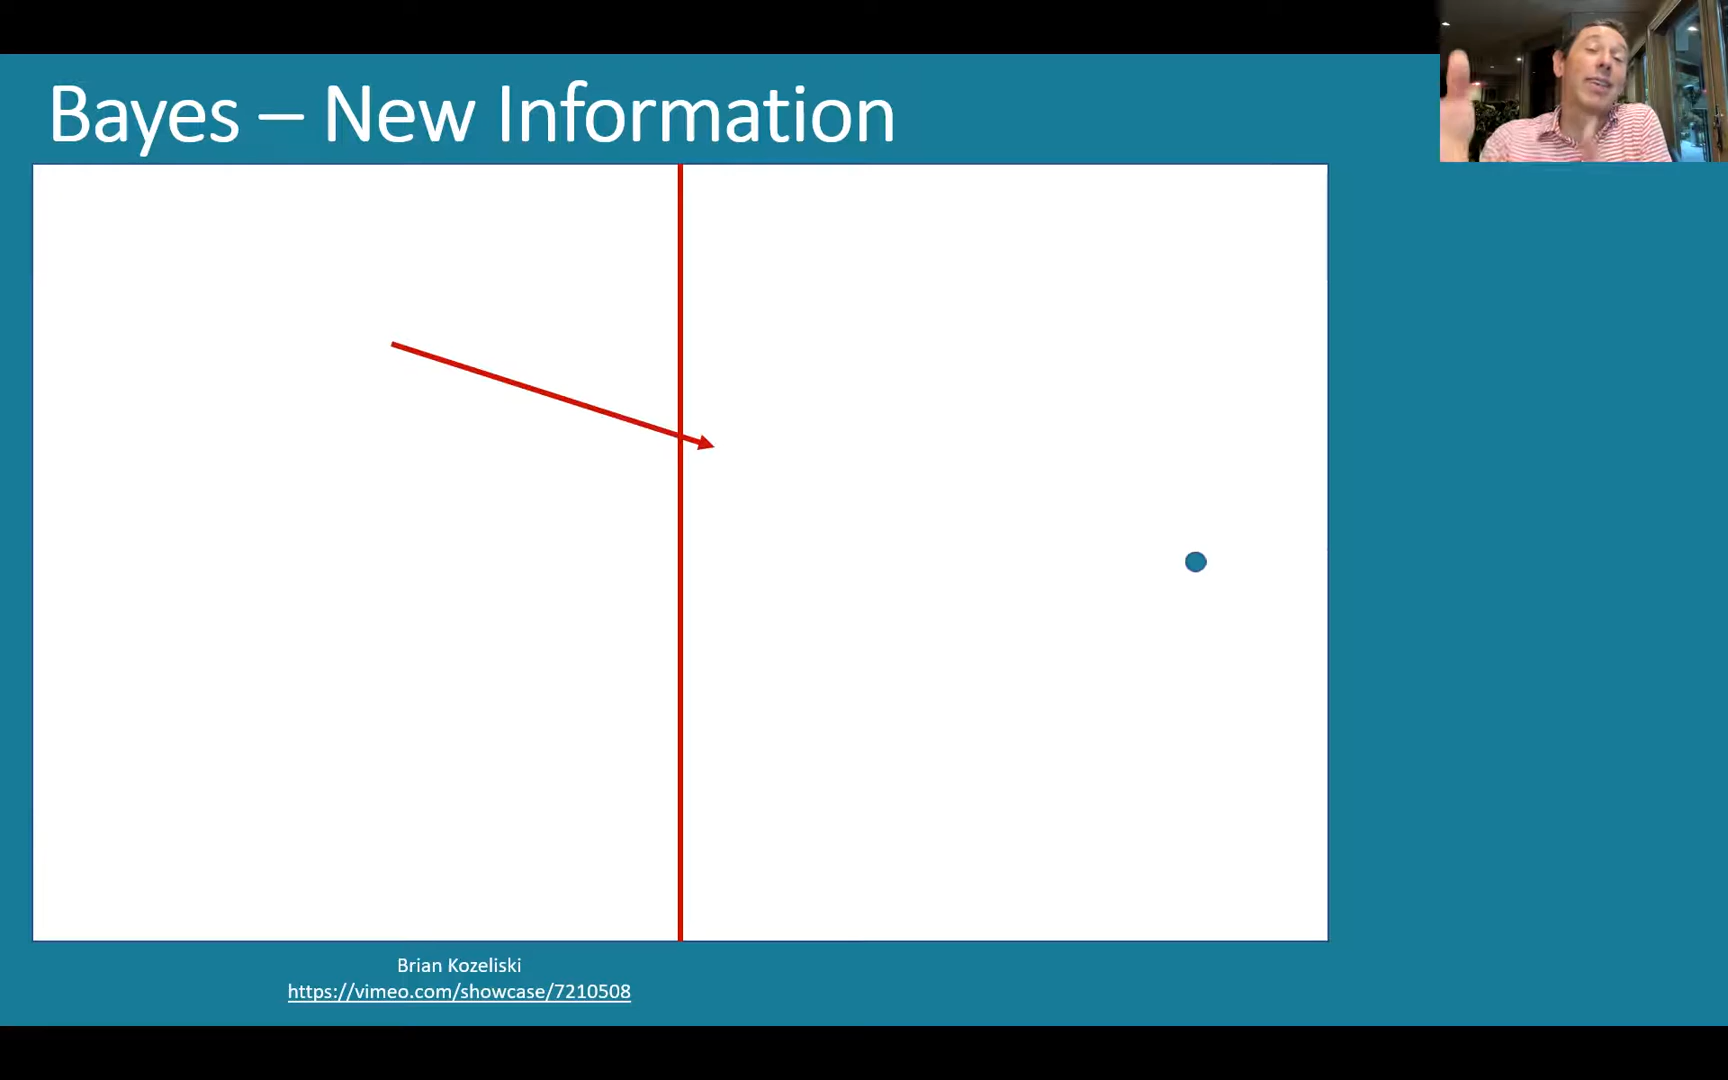 Bayes – New Information
Brian Kozeliski
https://vimeo.com/showcase/7210508